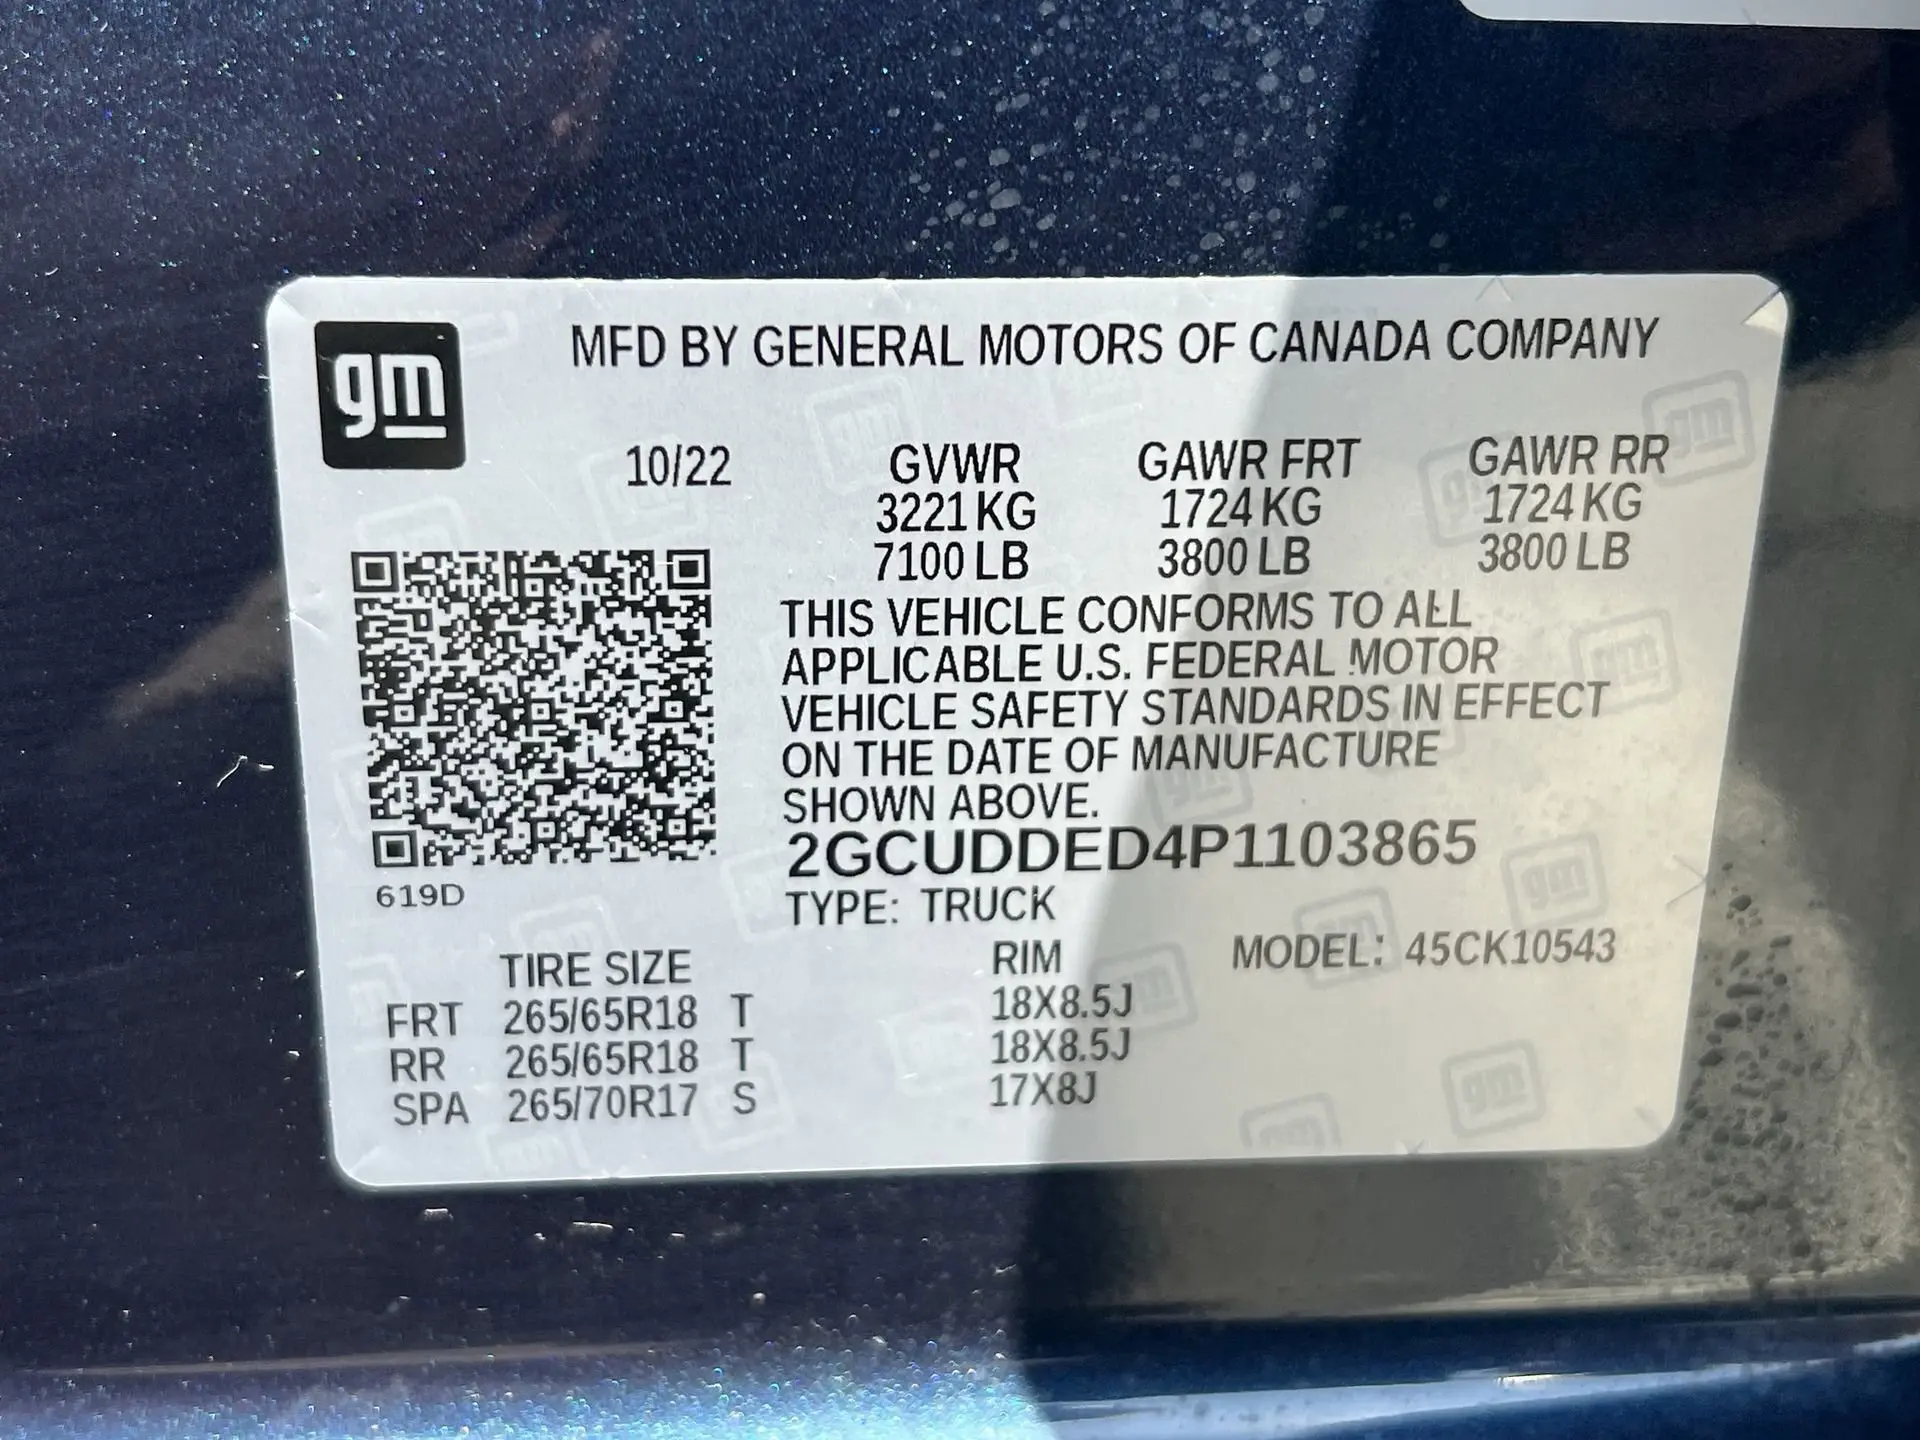 gm
MFD BY GENERAL MOTORS OF CANADA COMPANY
10/22 GVWR GAWR FRT GAWR RR
3221 KG 1724 KG 1724 KG
7100 LB 3800 LB 3800 LB
THIS VEHICLE CONFORMS TO ALL
APPLICABLE U.S. FEDERAL MOTOR
VEHICLE SAFETY STANDARDS IN EFFECT
ON THE DATE OF MANUFACTURE
SHOWN ABOVE.
2GCUDDED4P1103865
619D
TYPE: TRUCK
TIRE SIZE RIM MODEL: 45CK10543
FRT 265/65R18 T 18X8.5J
RR 265/65R18 T 18X8.5J
SPA 265/70R17 S 17X8J